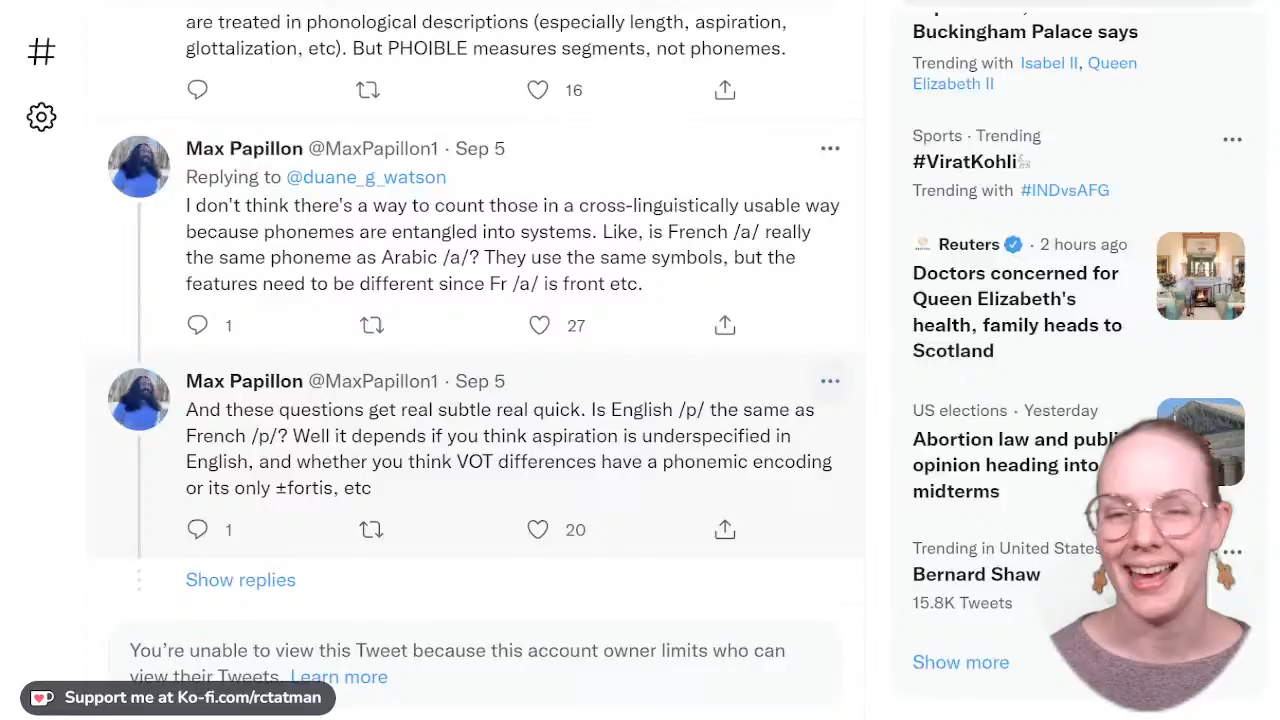 are treated in phonological descriptions (especially length, aspiration,
glottalization, etc). But PHOIBLE measures segments, not phonemes.
16
Max Papillon @MaxPapillon1 · Sep 5
Replying to @duane_g_watson
I don't think there's a way to count those in a cross-linguistically usable way
because phonemes are entangled into systems. Like, is French /a/ really
the same phoneme as Arabic /a/? They use the same symbols, but the
features need to be different since Fr /a/ is front etc.
1 27
Max Papillon @MaxPapillon1 · Sep 5
And these questions get real subtle real quick. Is English /p/ the same as
French /p/? Well it depends if you think aspiration is underspecified in
English, and whether you think VOT differences have a phonemic encoding
or its only ±fortis, etc
1 20
Show replies
You're unable to view this Tweet because this account owner limits who can
view their Tweets. Learn more
Support me at Ko-fi.com/rctatman
Buckingham Palace says
Trending with Isabel II, Queen
Elizabeth II
Sports · Trending
#ViratKohli
Trending with #INDvsAFG
Reuters · 2 hours ago
Doctors concerned for
Queen Elizabeth's
health, family heads to
Scotland
US elections · Yesterday
Abortion law and publi
opinion heading into
midterms
Trending in United States
Bernard Shaw
15.8K Tweets
Show more